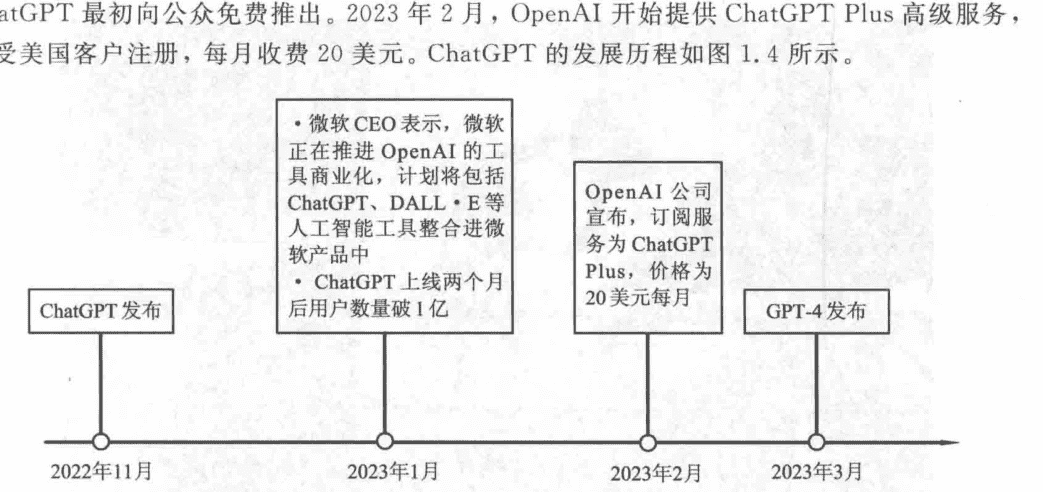 atGPT 最初向公众免费推出。2023 年 2 月，OpenAI 开始提供 ChatGPT Plus 高级服务，
受美国客户注册，每月收费 20 美元。ChatGPT 的发展历程如图 1.4 所示。
ChatGPT 发布
·微软 CEO 表示，微软
正在推进 OpenAI 的工
具商业化，计划将包括
ChatGPT、DALL·E 等
人工智能工具整合进微
软产品中
· ChatGPT 上线两个月
后用户数量破 1 亿
OpenAI 公司
宣布，订阅服
务为 ChatGPT
Plus，价格为
20 美元每月
GPT-4 发布
2022年11月
2023年1月
2023年2月
2023年3月